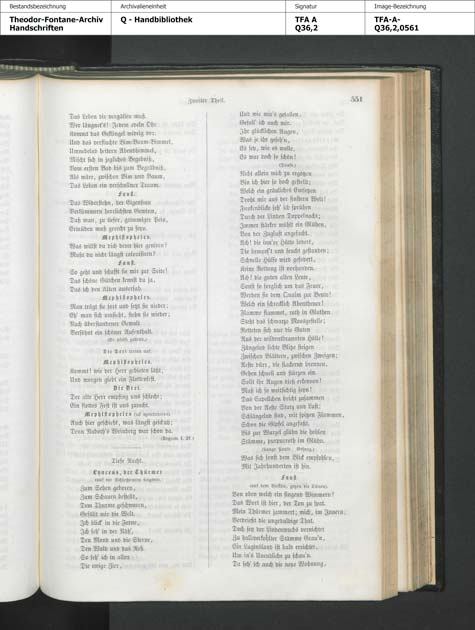 Bestandsbezeichnung
Theodor-Fontane-Archiv
Handschriften
Archivalieneinheit
Q - Handbibliothek
Signatur
TFA A
Q36,2
Image-Bezeichnung
TFA-A-
Q36,2,0561
Zweiter Theil.
551
Das Leben dir vergällen muß.
Wer läugnet's! Jedem edeln Ohr
Kommt das Geklingel widrig vor;
Und das verfluchte Bim-Baum-Bimmel,
Umnebelnd heitern Abendhimmel,
Mischt sich in jegliches Begebniß,
Vom ersten Bad bis zum Begräbniß,
Als wäre, zwischen Bim und Baum,
Das Leben ein verschollner Traum.
Faust.
Das Widerstehn, der Eigensinn
Verkümmern herrlichsten Gewinn,
Daß man, zu tiefer, grimmiger Pein,
Ermüden muß gerecht zu seyn.
Mephistopheles.
Was willst du dich denn hier geniren?
Mußt du nicht längst colonisiren?
Faust.
So geht und schafft sie mir zur Seite!
Das schöne Gütchen kennst du ja,
Das ich den Alten ausersah.
Mephistopheles.
Man trägt sie fort und setzt sie nieder;
Eh' man sich umsieht, stehn sie wieder;
Nach überstandener Gewalt
Versöhnt ein schöner Aufenthalt.
(Er pfeift gellend.)
Die Drei treten auf.
Mephistopheles.
Kommt! wie der Herr gebieten läßt,
Und morgen giebt ein Flottenfest.
Die Drei.
Der alte Herr empfing uns schlecht;
Ein flottes Fest ist uns zurecht.
Mephistopheles (ad spectatores).
Auch hier geschieht, was längst geschah;
Denn Naboth's Weinberg war schon da.
(Regum I, 21.)
Tiefe Nacht.
Lynceus, der Thürmer
(auf der Schloßwarte singend).
Zum Sehen geboren,
Zum Schauen bestellt,
Dem Thurme geschworen,
Gefällt mir die Welt.
Ich blick' in die Ferne,
Ich seh' in der Näh',
Den Mond und die Sterne,
Den Wald und das Reh.
So seh' ich in allen
Die ewige Zier,
Und wie mir's gefallen,
Gefall' ich auch mir.
Ihr glücklichen Augen,
Was je ihr geseh'n,
Es sey, wie es wolle,
Es war doch so schön!
(Pause.)
Nicht allein mich zu ergötzen
Bin ich hier so hoch gestellt;
Welch ein gräuliches Entsetzen
Droht mir aus der finstern Welt!
Funkenblicke seh' ich sprühen
Durch der Linden Doppelnacht;
Immer stärker wühlt ein Glühen,
Von der Zugluft angefacht.
Ach! die inn're Hütte lodert,
Die bemoos't und feucht gestanden;
Schnelle Hülfe wird gefodert,
Keine Rettung ist vorhanden.
Ach! die guten alten Leute,
Sonst so sorglich um das Feuer,
Werden sie dem Qualm zur Beute!
Welch ein schrecklich Abentheuer!
Flamme flammet, roth in Gluthen
Steht das schwarze Moosgestelle;
Retteten sich nur die Guten
Aus der wildentbrannten Hölle!
Züngelnd lichte Blitze steigen
Zwischen Blättern, zwischen Zweigen;
Aeste dürr, die flackernd brennen,
Gehen schnell und stürzen ein.
Sollt ihr Augen dieß erkennen!
Muß ich so weitsichtig seyn!
Das Capellchen bricht zusammen
Von der Aeste Sturz und Last;
Schlängelnd sind, mit spitzen Flammen,
Schon die Gipfel angefaßt.
Bis zur Wurzel glühn die hohlen
Stämme, purpurroth im Glühn.
(Lange Pause. Gesang.)
Was sich sonst dem Blick empfohlen,
Mit Jahrhunderten ist hin.
Faust
(auf dem Balkon, gegen die Dünen).
Von oben welch ein singend Wimmern?
Das Wort ist hier, der Ton zu spat.
Mein Thürmer jammert; mich, im Innern,
Verdrießt die ungeduldige That.
Doch sey der Lindenwuchs vernichtet
Zu halbverkohlter Stämme Grau'n,
Ein Luginsland ist bald errichtet,
Um in's Unendliche zu schau'n.
Da seh' ich auch die neue Wohnung,